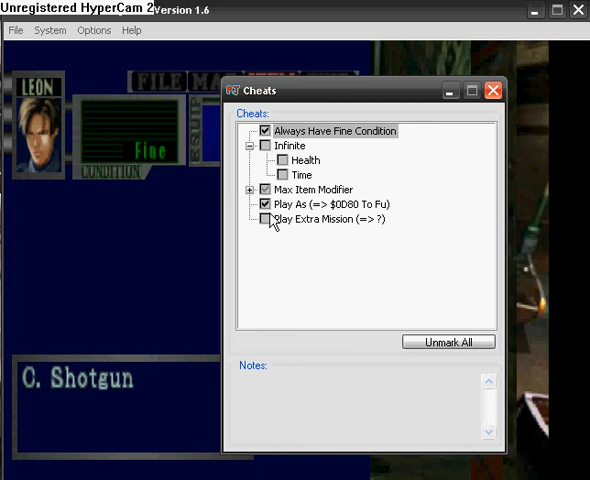 Unregistered HyperCam 2
Version 1.6
File System Options Help
LEON
FILE
Fine
CONDITION
Cheats
Cheats:
Always Have Fine Condition
Infinite
Health
Time
Max Item Modifier
Play As (=> $0D80 To Fu)
Play Extra Mission (=> ?)
Unmark All
Notes:
C. Shotgun